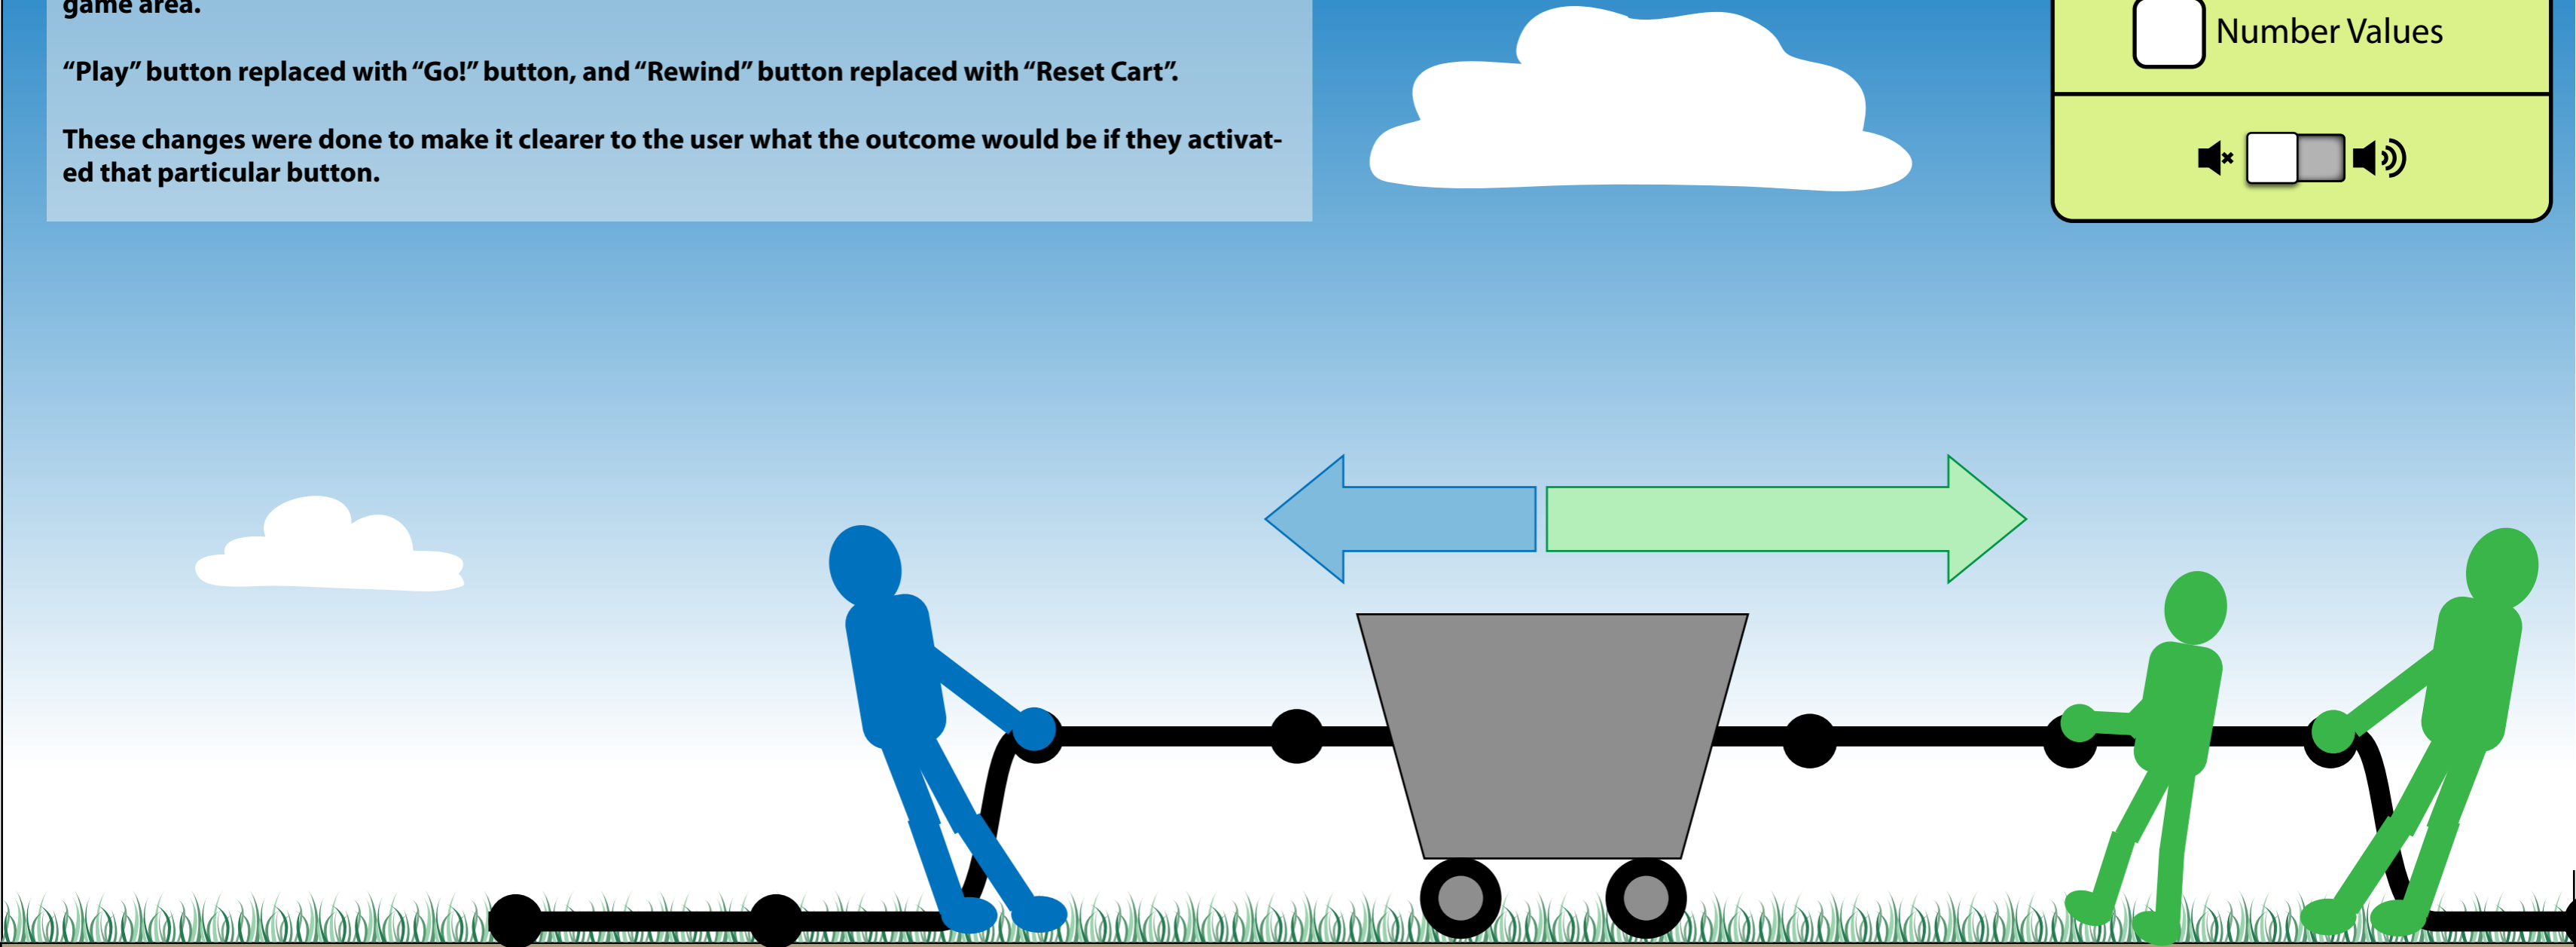 game area.
“Play” button replaced with “Go!” button, and “Rewind” button replaced with “Reset Cart”.
These changes were done to make it clearer to the user what the outcome would be if they activat-
ed that particular button.
Number Values